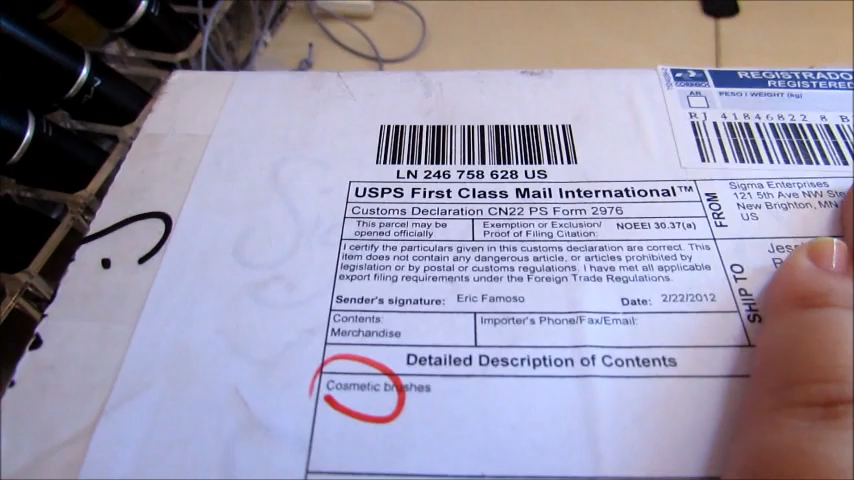 REGISTRADO
REGISTERED
CORREIOS
AR
PESO / WEIGHT (kg)
RJ 41846822 8 B
LN 246 758 628 US
USPS First Class Mail International™
Customs Declaration CN22 PS Form 2976
This parcel may be opened officially
Exemption or Exclusion/
Proof of Filing Citation:
NOEEI 30.37(a)
I certify the particulars given in this customs declaration are correct. This
item does not contain any dangerous article, or articles prohibited by
legislation or by postal or customs regulations. I have met all applicable
export filing requirements under the Foreign Trade Regulations.
Sender's signature: Eric Famoso Date: 2/22/2012
Contents:
Merchandise
Importer's Phone/Fax/Email:
Detailed Description of Contents
Cosmetic brushes
FROM
Sigma Enterprises
121 5th Ave NW Ste
New Brighton, MN
US
SHIP TO